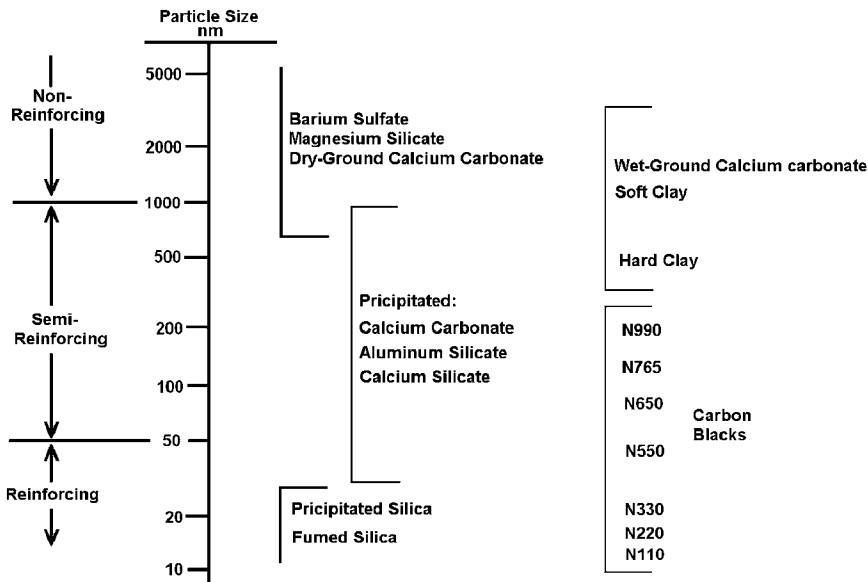 Particle Size
nm
5000
2000
1000
500
200
100
50
20
10
Non-
Reinforcing
Semi-
Reinforcing
Reinforcing
Barium Sulfate
Magnesium Silicate
Dry-Ground Calcium Carbonate
Pricipitated:
Calcium Carbonate
Aluminum Silicate
Calcium Silicate
Pricipitated Silica
Fumed Silica
Wet-Ground Calcium carbonate
Soft Clay
Hard Clay
N990
N765
N650
N550
N330
N220
N110
Carbon
Blacks